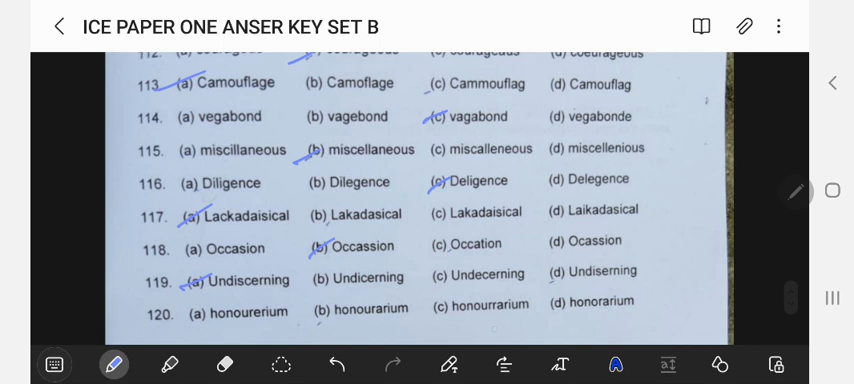 ICE PAPER ONE ANSER KEY SET B
113. (a) Camouflage (b) Camoflage (c) Cammouflag (d) Camouflag
114. (a) vegabond (b) vagebond (c) vagabond (d) vegabonde
115. (a) miscillaneous (b) miscellaneous (c) miscalleneous (d) miscellenious
116. (a) Diligence (b) Dilegence (c) Deligence (d) Delegence
117. (a) Lackadaisical (b) Lakadasical (c) Lakadaisical (d) Laikadasical
118. (a) Occasion (b) Occassion (c) Occation (d) Ocassion
119. (a) Undiscerning (b) Undicerning (c) Undecerning (d) Undiserning
120. (a) honourerium (b) honourarium (c) honourrarium (d) honorarium